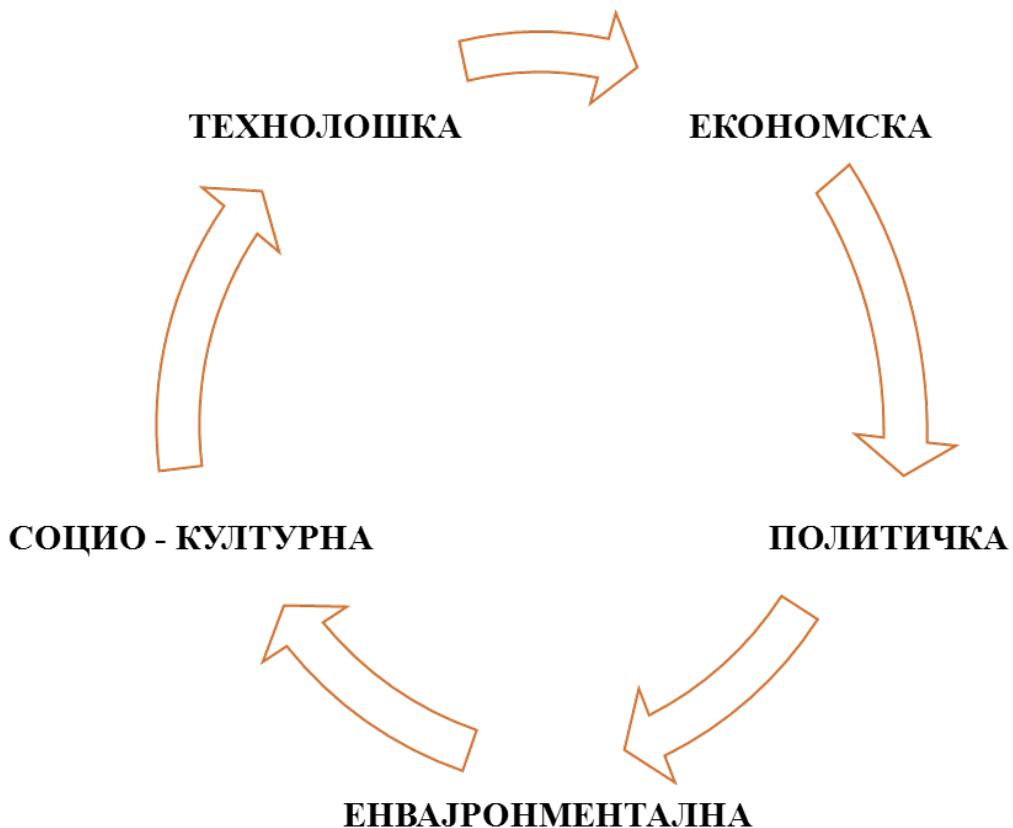 ТЕХНОЛОШКА
ЕКОНОМСКА
СОЦИО - КУЛТУРНА
ПОЛИТИЧКА
ЕНВАЈРОНМЕНТАЛНА